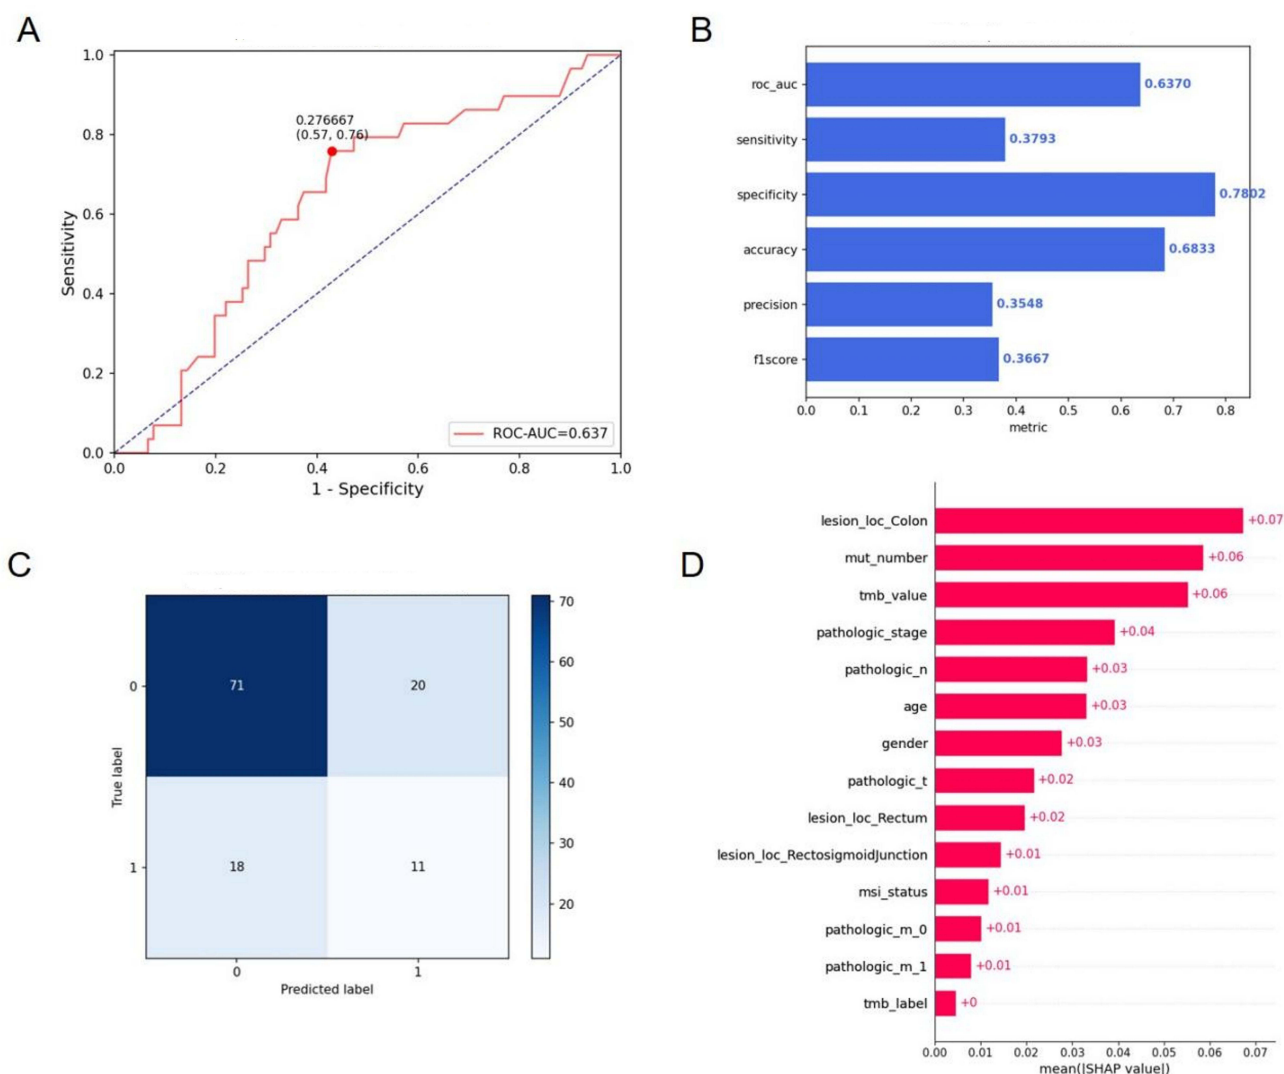 A
1.0
0.8
0.6
0.4
0.2
0.0
Sensitivity
0.276667
(0.57, 0.76)
ROC-AUC=0.637
0.0 0.2 0.4 0.6 0.8 1.0
1 - Specificity
B
roc_auc 0.6370
sensitivity 0.3793
specificity 0.7802
accuracy 0.6833
precision 0.3548
f1score 0.3667
0.0 0.1 0.2 0.3 0.4 0.5 0.6 0.7 0.8
metric
C
True label
0 71 20
1 18 11
0 1
Predicted label
70
60
50
40
30
20
D
lesion_loc_Colon +0.07
mut_number +0.06
tmb_value +0.06
pathologic_stage +0.04
pathologic_n +0.03
age +0.03
gender +0.03
pathologic_t +0.02
lesion_loc_Rectum +0.02
lesion_loc_RectosigmoidJunction +0.01
msi_status +0.01
pathologic_m_0 +0.01
pathologic_m_1 +0.01
tmb_label +0
0.00 0.01 0.02 0.03 0.04 0.05 0.06 0.07
mean(|SHAP value|)